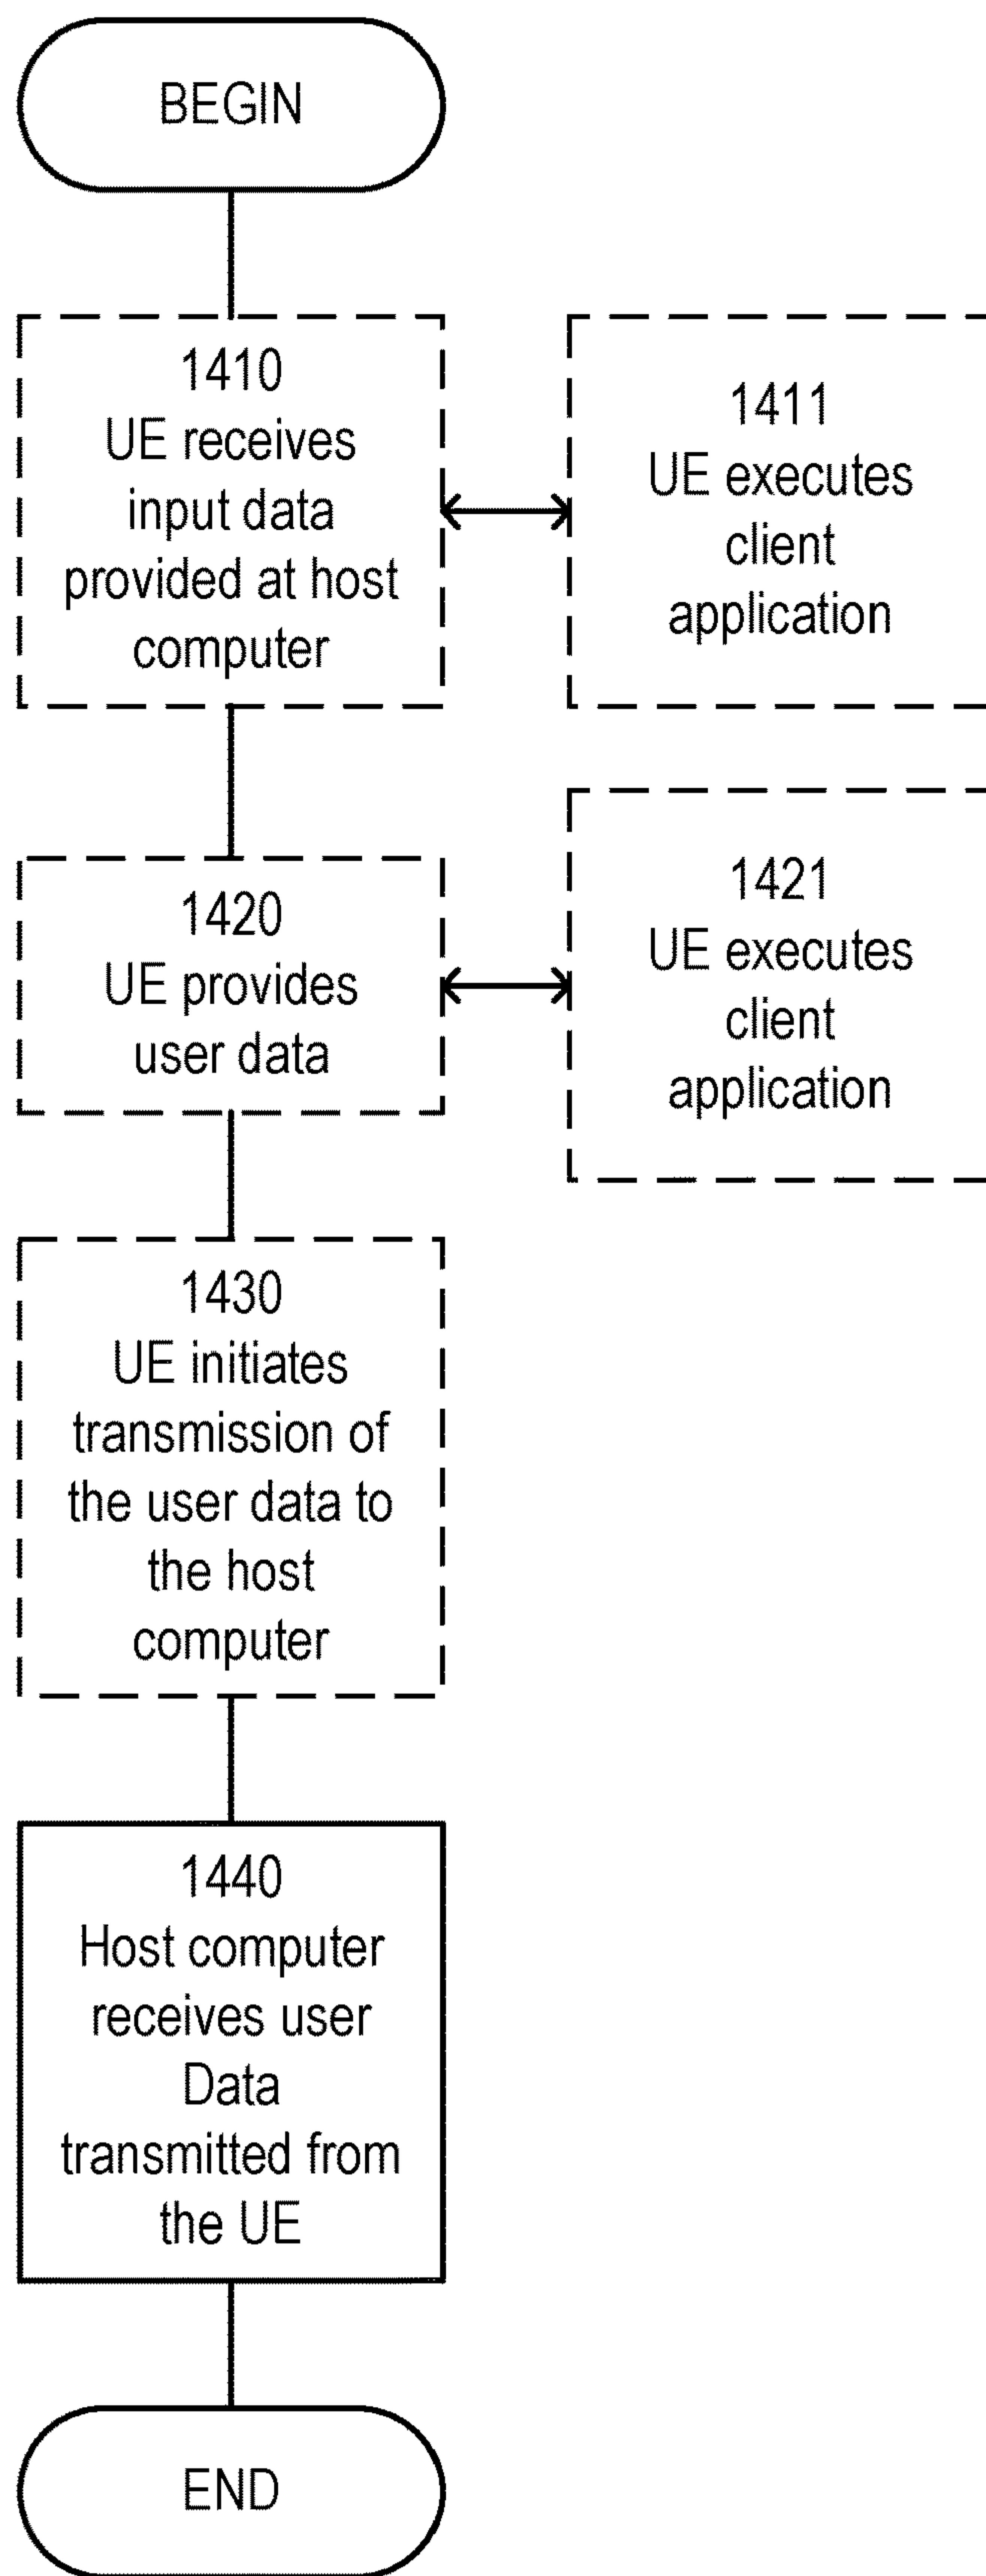 BEGIN
1410
UE receives
input data
provided at host
computer
1411
UE executes
client
application
1420
UE provides
user data
1421
UE executes
client
application
1430
UE initiates
transmission of
the user data to
the host
computer
1440
Host computer
receives user
Data
transmitted from
the UE
END